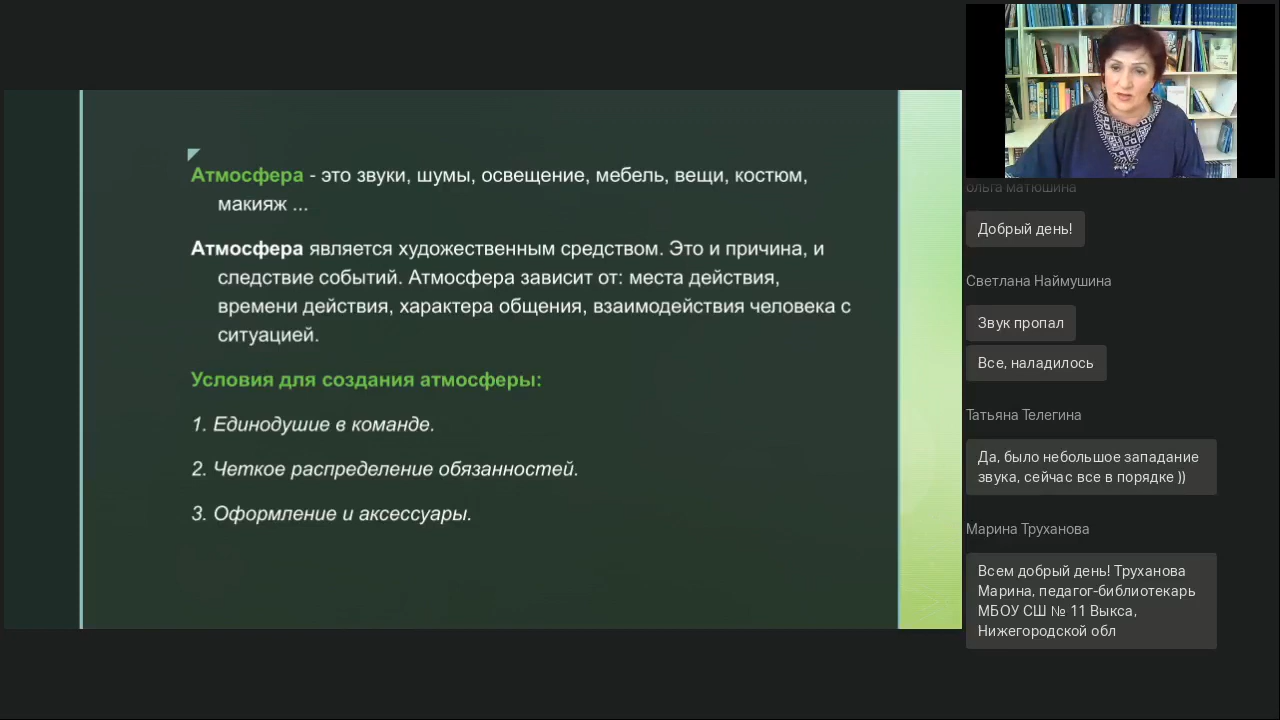 Атмосфера - это звуки, шумы, освещение, мебель, вещи, костюм,
макияж ...
Атмосфера является художественным средством. Это и причина, и
следствие событий. Атмосфера зависит от: места действия,
времени действия, характера общения, взаимодействия человека с
ситуацией.
Условия для создания атмосферы:
1. Единодушие в команде.
2. Четкое распределение обязанностей.
3. Оформление и аксессуары.
ольга матюшина
Добрый день!
Светлана Наймушина
Звук пропал
Все, наладилось
Татьяна Телегина
Да, было небольшое западание
звука, сейчас все в порядке ))
Марина Труханова
Всем добрый день! Труханова
Марина, педагог-библиотекарь
МБОУ СШ № 11 Выкса,
Нижегородской обл